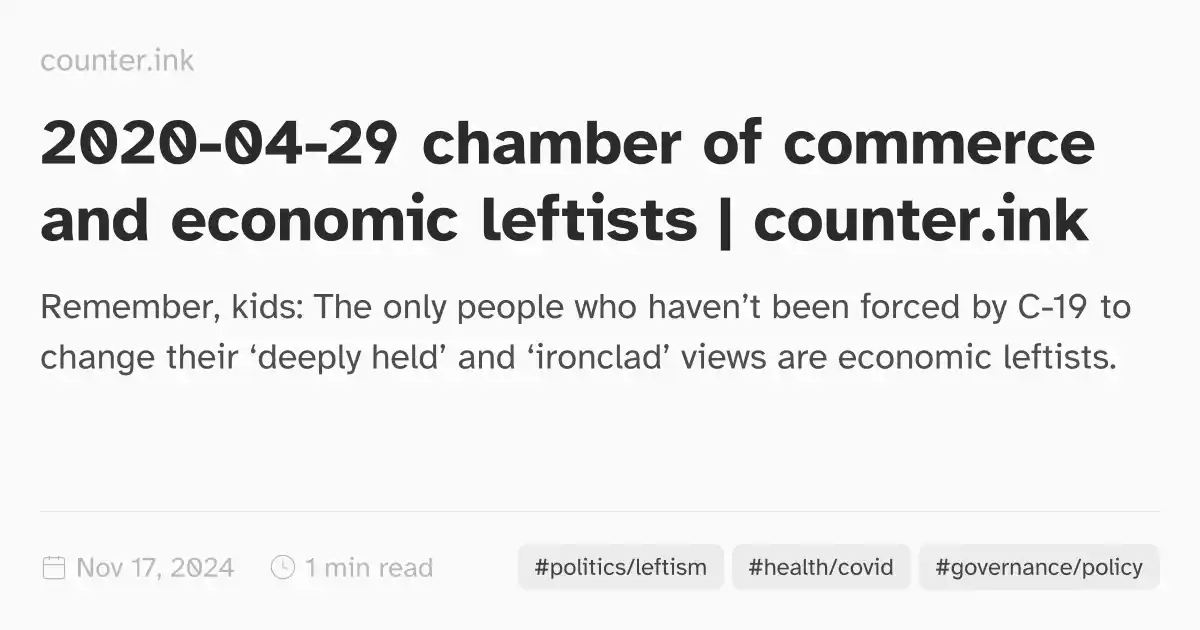 counter.ink
2020-04-29 chamber of commerce
and economic leftists | counter.ink
Remember, kids: The only people who haven’t been forced by C-19 to
change their ‘deeply held’ and ‘ironclad’ views are economic leftists.
Nov 17, 2024 1 min read #politics/leftism #health/covid #governance/policy